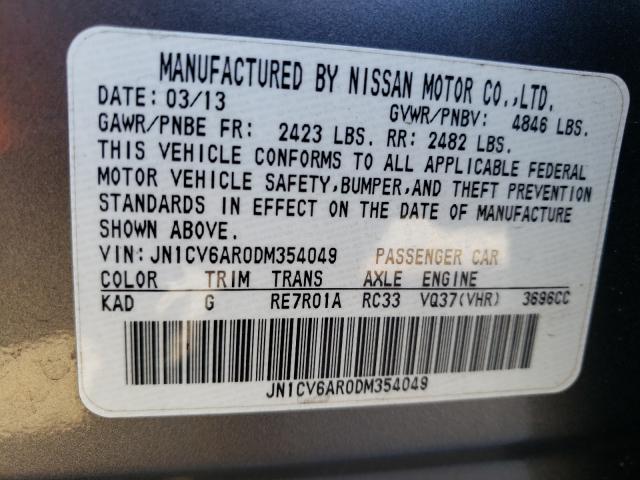 MANUFACTURED BY NISSAN MOTOR CO.,LTD.
DATE: 03/13 GVWR/PNBV: 4846 LBS.
GAWR/PNBE FR: 2423 LBS. RR: 2482 LBS.
THIS VEHICLE CONFORMS TO ALL APPLICABLE FEDERAL
MOTOR VEHICLE SAFETY,BUMPER,AND THEFT PREVENTION
STANDARDS IN EFFECT ON THE DATE OF MANUFACTURE
SHOWN ABOVE.
VIN: JN1CV6AR0DM354049 PASSENGER CAR
COLOR TRIM TRANS AXLE ENGINE
KAD G RE7R01A RC33 VQ37(VHR) 3696CC
JN1CV6AR0DM354049